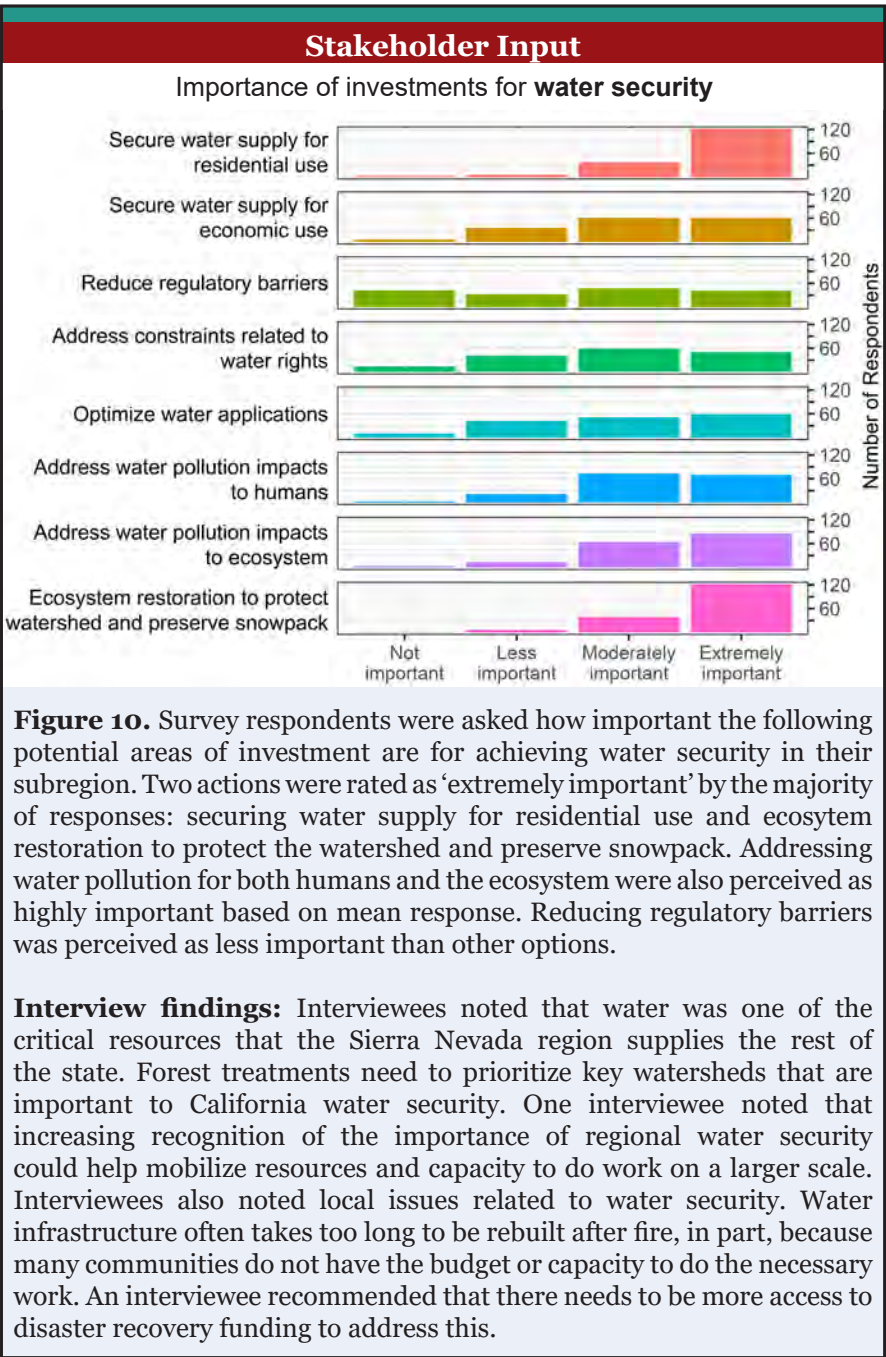 Stakeholder Input
Importance of investments for water security
Secure water supply for
residential use
120
60
Secure water supply for
economic use
120
60
Reduce regulatory barriers
120
60
Address constraints related to
water rights
120
60
Optimize water applications
120
60
Address water pollution impacts
to humans
120
60
Address water pollution impacts
to ecosystem
120
60
Ecosystem restoration to protect
watershed and preserve snowpack
120
60
Number of Respondents
Not
important
Less
important
Moderately
important
Extremely
important
Figure 10. Survey respondents were asked how important the following
potential areas of investment are for achieving water security in their
subregion. Two actions were rated as ‘extremely important’ by the majority
of responses: securing water supply for residential use and ecosytem
restoration to protect the watershed and preserve snowpack. Addressing
water pollution for both humans and the ecosystem were also perceived as
highly important based on mean response. Reducing regulatory barriers
was perceived as less important than other options.
Interview findings: Interviewees noted that water was one of the
critical resources that the Sierra Nevada region supplies the rest of
the state. Forest treatments need to prioritize key watersheds that are
important to California water security. One interviewee noted that
increasing recognition of the importance of regional water security
could help mobilize resources and capacity to do work on a larger scale.
Interviewees also noted local issues related to water security. Water
infrastructure often takes too long to be rebuilt after fire, in part, because
many communities do not have the budget or capacity to do the necessary
work. An interviewee recommended that there needs to be more access to
disaster recovery funding to address this.